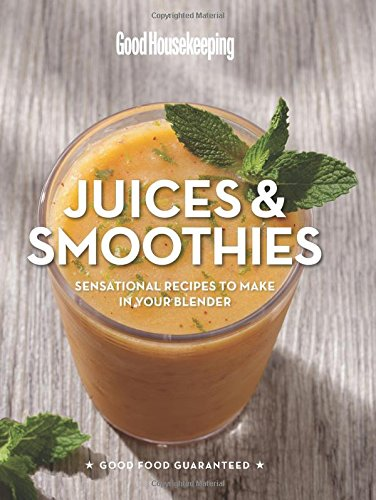 Copyrighted Material
Good Housekeeping
JUICES &
SMOOTHIES
SENSATIONAL RECIPES TO MAKE
IN YOUR BLENDER
★ GOOD FOOD GUARANTEED ★
Copyrighted Material